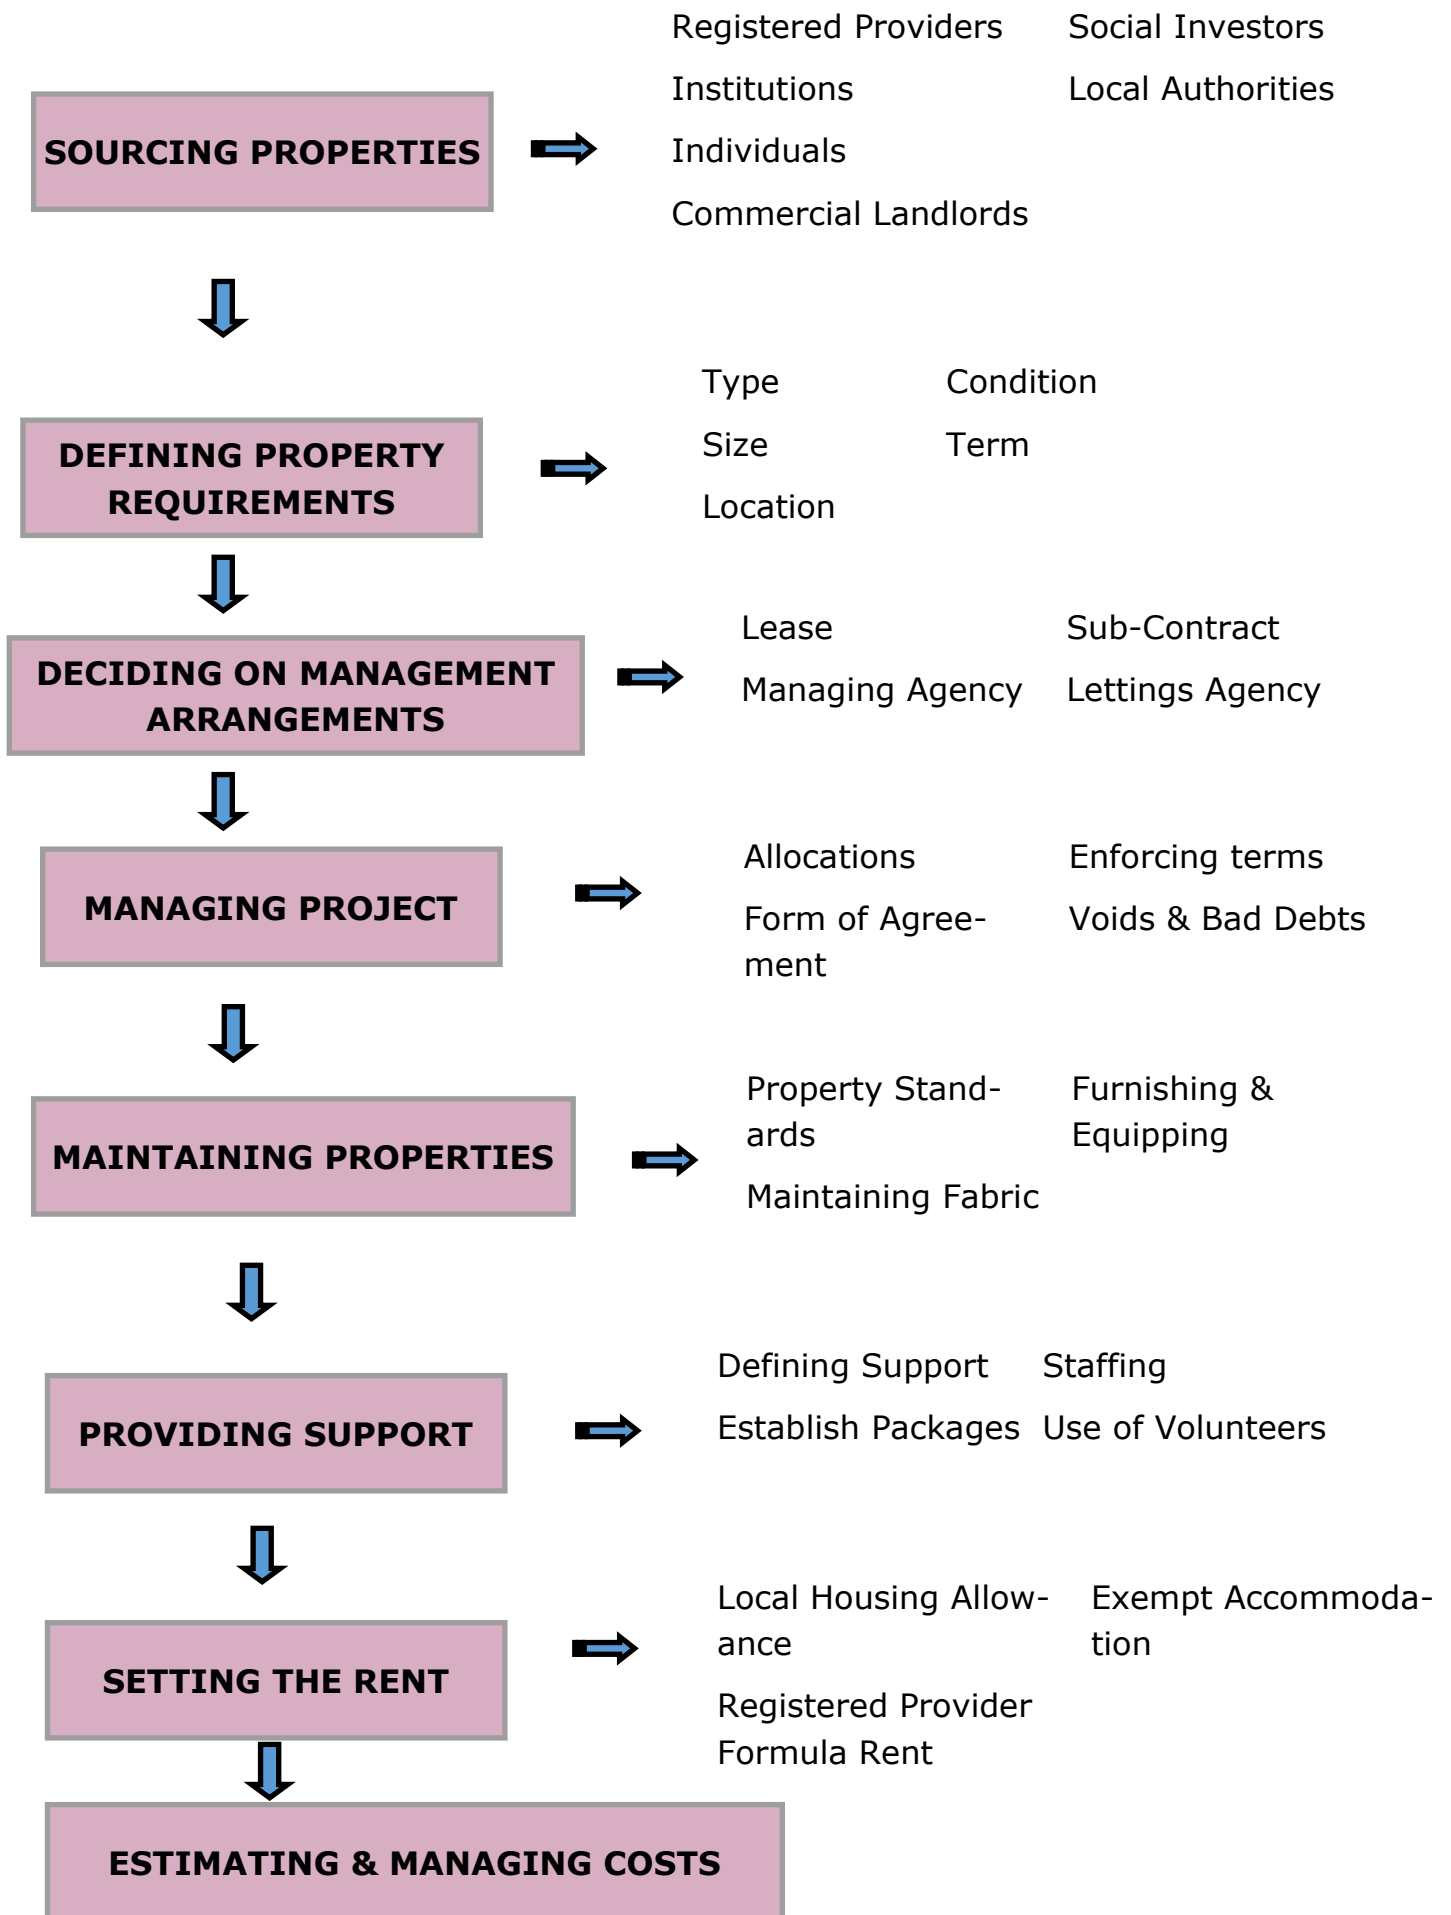 Registered Providers
Institutions
Individuals
Commercial Landlords
Social Investors
Local Authorities
SOURCING PROPERTIES
Type
Size
Location
Condition
Term
DEFINING PROPERTY
REQUIREMENTS
Lease
Managing Agency
Sub-Contract
Lettings Agency
DECIDING ON MANAGEMENT
ARRANGEMENTS
Allocations
Form of Agree-
ment
Enforcing terms
Voids & Bad Debts
MANAGING PROJECT
Property Stand-
ards
Maintaining Fabric
Furnishing &
Equipping
MAINTAINING PROPERTIES
Defining Support
Establish Packages
Staffing
Use of Volunteers
PROVIDING SUPPORT
Local Housing Allow-
ance
Registered Provider
Formula Rent
Exempt Accommoda-
tion
SETTING THE RENT
ESTIMATING & MANAGING COSTS